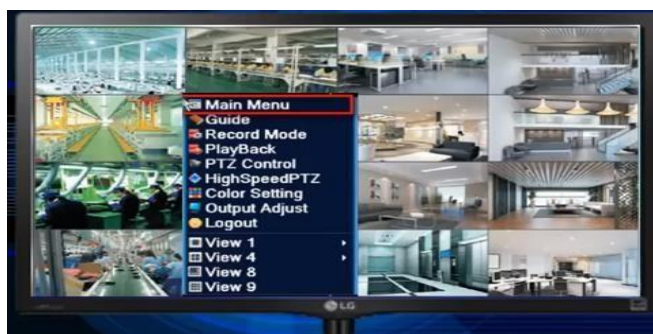 Main Menu
Guide
Record Mode
PlayBack
PTZ Control
HighSpeedPTZ
Color Setting
Output Adjust
Logout
View 1
View 4
View 8
View 9
LG